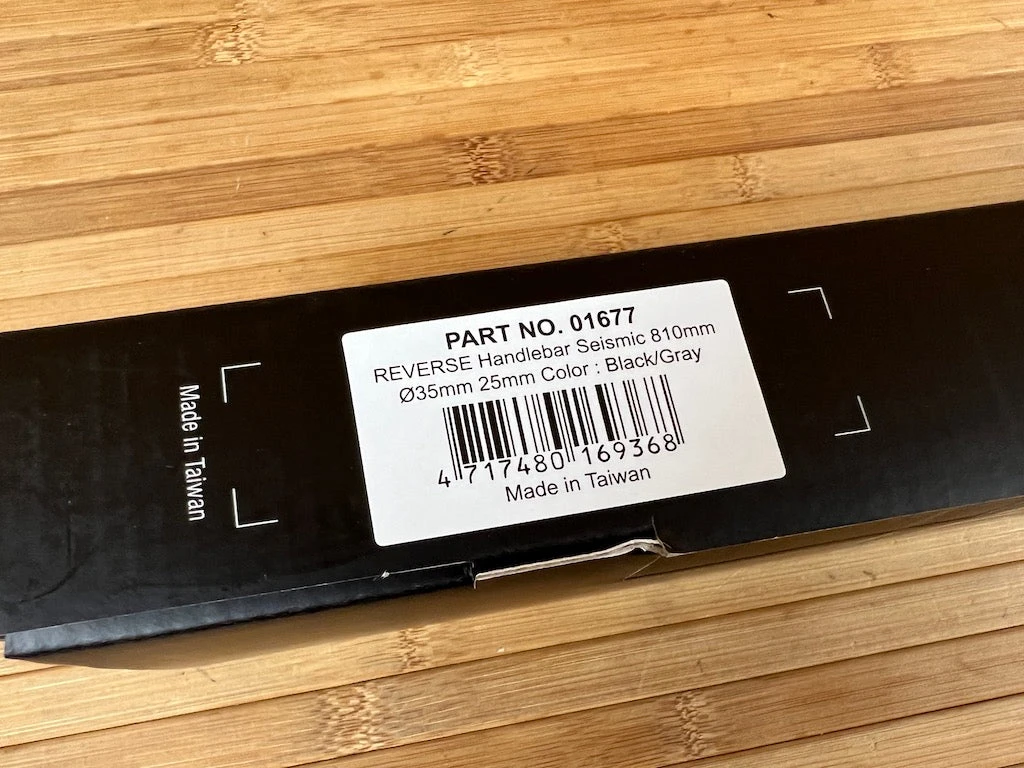 PART NO. 01677
REVERSE Handlebar Seismic 810mm
Ø35mm 25mm Color : Black/Gray
4 717480 169368
Made in Taiwan
Made in Taiwan